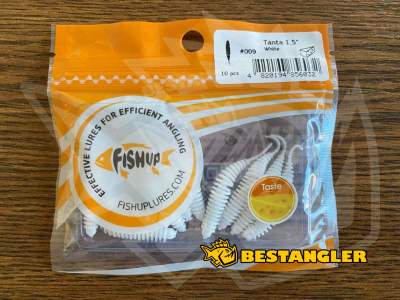 Tanta 1.5"
#009 White
10 pcs
4 820194 856032
EFFECTIVE LURES FOR EFFICIENT ANGLING
FISHUP
FISHUPLURES.COM
Taste
BESTANGLER